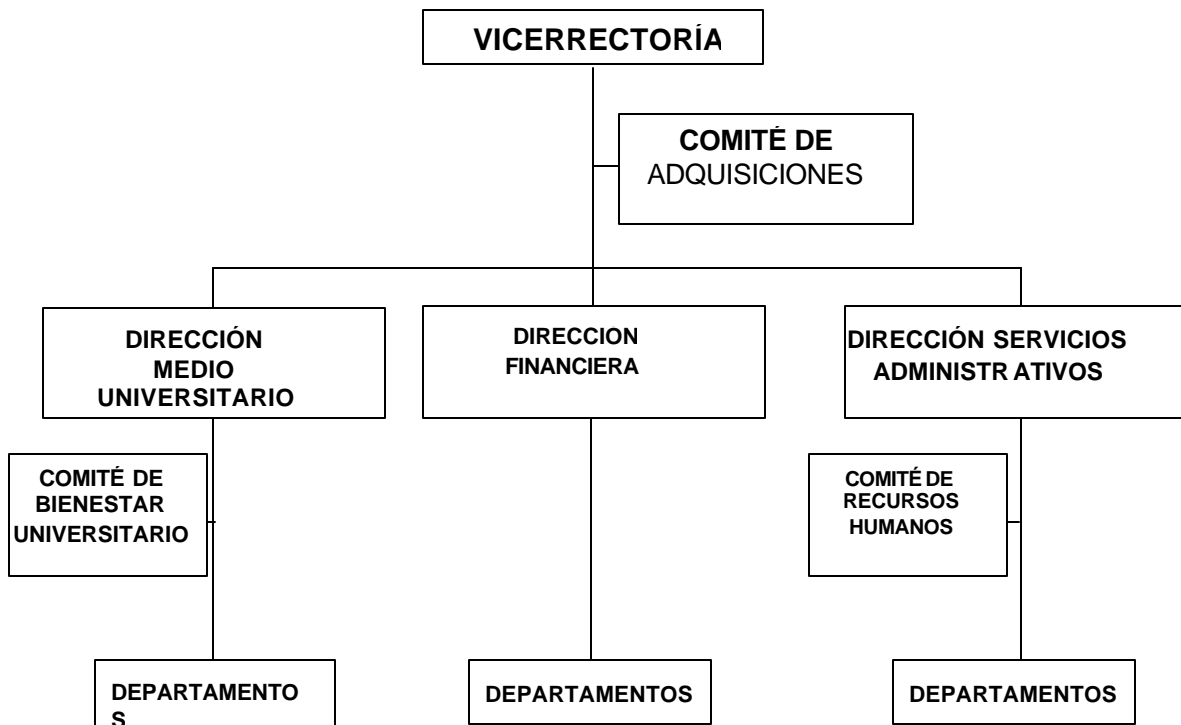 VICERRECTORÍA
COMITÉ DE
ADQUISICIONES
DIRECCIÓN
MEDIO
UNIVERSITARIO
DIRECCION
FINANCIERA
DIRECCIÓN SERVICIOS
ADMINISTR ATIVOS
COMITÉ DE
BIENESTAR
UNIVERSITARIO
COMITÉ DE
RECURSOS
HUMANOS
DEPARTAMENTO
S
DEPARTAMENTOS
DEPARTAMENTOS